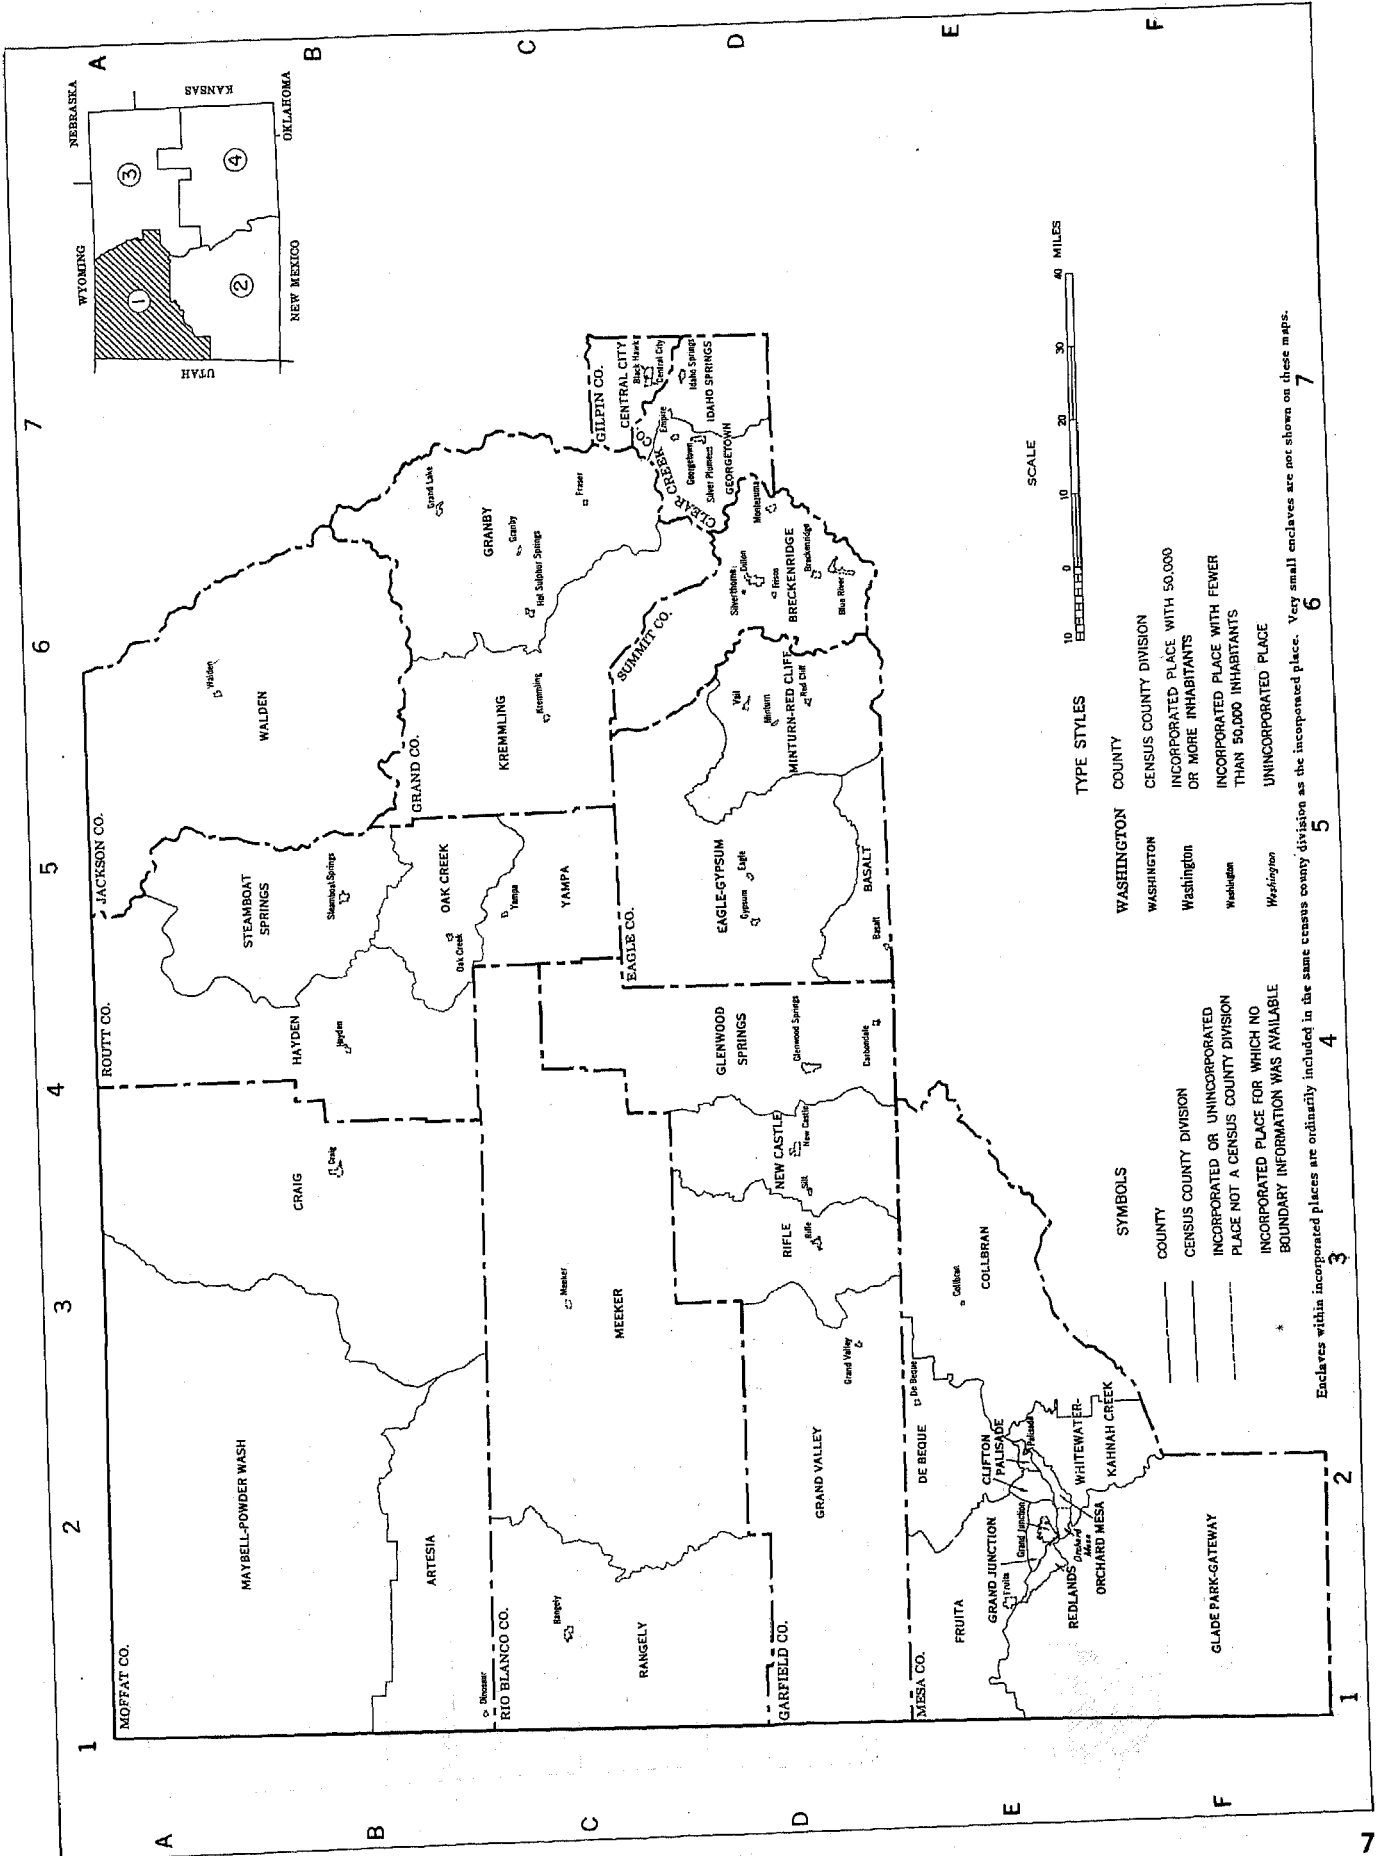 1
2
3
4
5
6
7
A
B
C
D
E
F
NEBRASKA
KANSAS
OKLAHOMA
WYOMING
NEW MEXICO
UTAH
1
2
3
4
MOFFAT CO.
MAYBELL-POWDER WASH
ARTESIA
Dinosaur
CRAIG
Craig
ROUTT CO.
HAYDEN
Hayden
STEAMBOAT
SPRINGS
Steamboat Springs
OAK CREEK
Oak Creek
YAMPA
Yampa
JACKSON CO.
WALDEN
Walden
GRAND CO.
KREMMLING
Kremmling
GRANBY
Granby
Grand Lake
Hot Sulphur Springs
Fraser
RIO BLANCO CO.
RANGELY
Rangely
MEEKER
Meeker
GARFIELD CO.
GRAND VALLEY
Grand Valley
RIFLE
Rifle
NEW CASTLE
New Castle
Silt
GLENWOOD
SPRINGS
Glenwood Springs
Carbondale
EAGLE CO.
EAGLE-GYPSUM
Eagle
Gypsum
BASALT
Basalt
MINTURN-RED CLIFF
Vail
Minturn
Red Cliff
SUMMIT CO.
BRECKENRIDGE
Silverthorne
Dillon
Frisco
Breckenridge
Blue River
Montezuma
GILPIN CO.
CENTRAL CITY
Black Hawk
Central City
CLEAR CREEK CO.
Empire
Georgetown
Silver Plume
GEORGETOWN
Idaho Springs
IDAHO SPRINGS
MESA CO.
FRUITA
Fruita
DE BEQUE
De Beque
COLLBRAN
Collbran
CLIFTON
PALISADE
Palisade
GRAND JUNCTION
Grand Junction
REDLANDS
Orchard
Mesa
ORCHARD MESA
WHITEWATER-
KAHNAH CREEK
GLADE PARK-GATEWAY
SCALE
10 0 10 20 30 40 MILES
SYMBOLS
COUNTY
CENSUS COUNTY DIVISION
INCORPORATED OR UNINCORPORATED
PLACE NOT A CENSUS COUNTY DIVISION
* INCORPORATED PLACE FOR WHICH NO
BOUNDARY INFORMATION WAS AVAILABLE
TYPE STYLES
WASHINGTON COUNTY
WASHINGTON CENSUS COUNTY DIVISION
Washington INCORPORATED PLACE WITH 50,000
OR MORE INHABITANTS
Washington INCORPORATED PLACE WITH FEWER
THAN 50,000 INHABITANTS
Washington UNINCORPORATED PLACE
Enclaves within incorporated places are ordinarily included in the same census county division as the incorporated place. Very small enclaves are not shown on these maps.
A
B
C
D
E
F
1
2
3
4
5
6
7
7